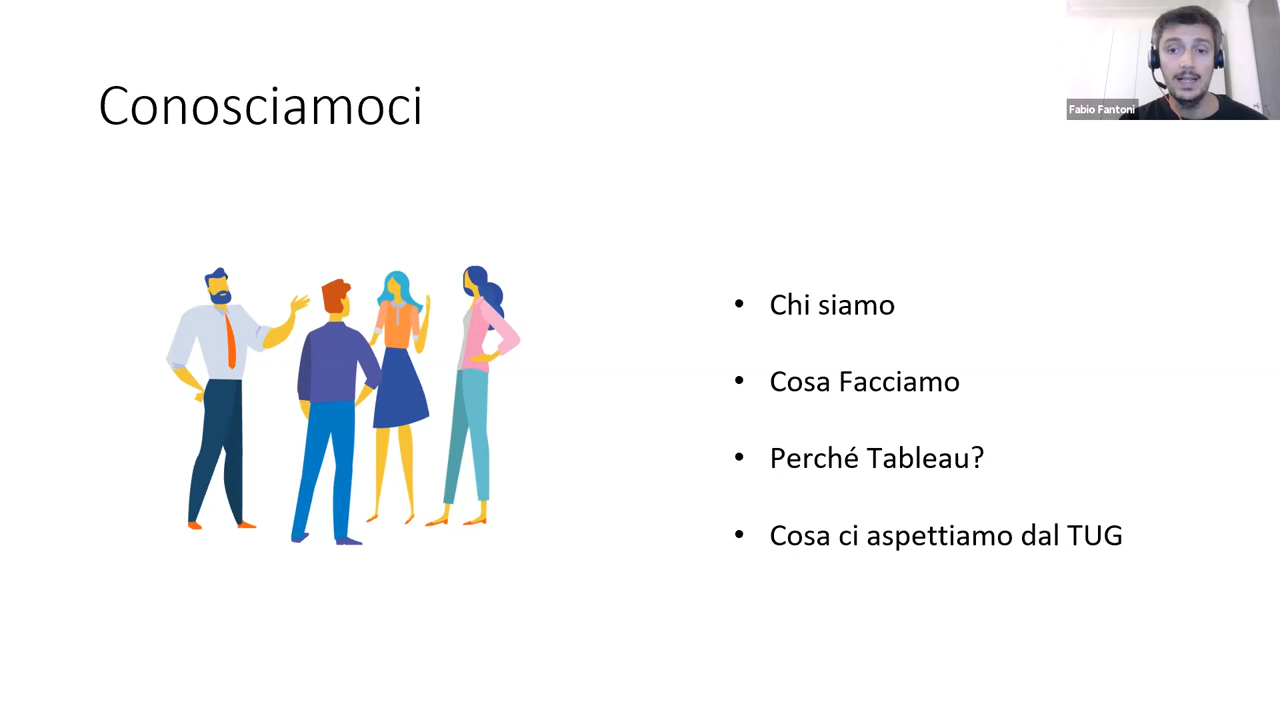 Conosciamoci
Fabio Fantoni
• Chi siamo
• Cosa Facciamo
• Perché Tableau?
• Cosa ci aspettiamo dal TUG